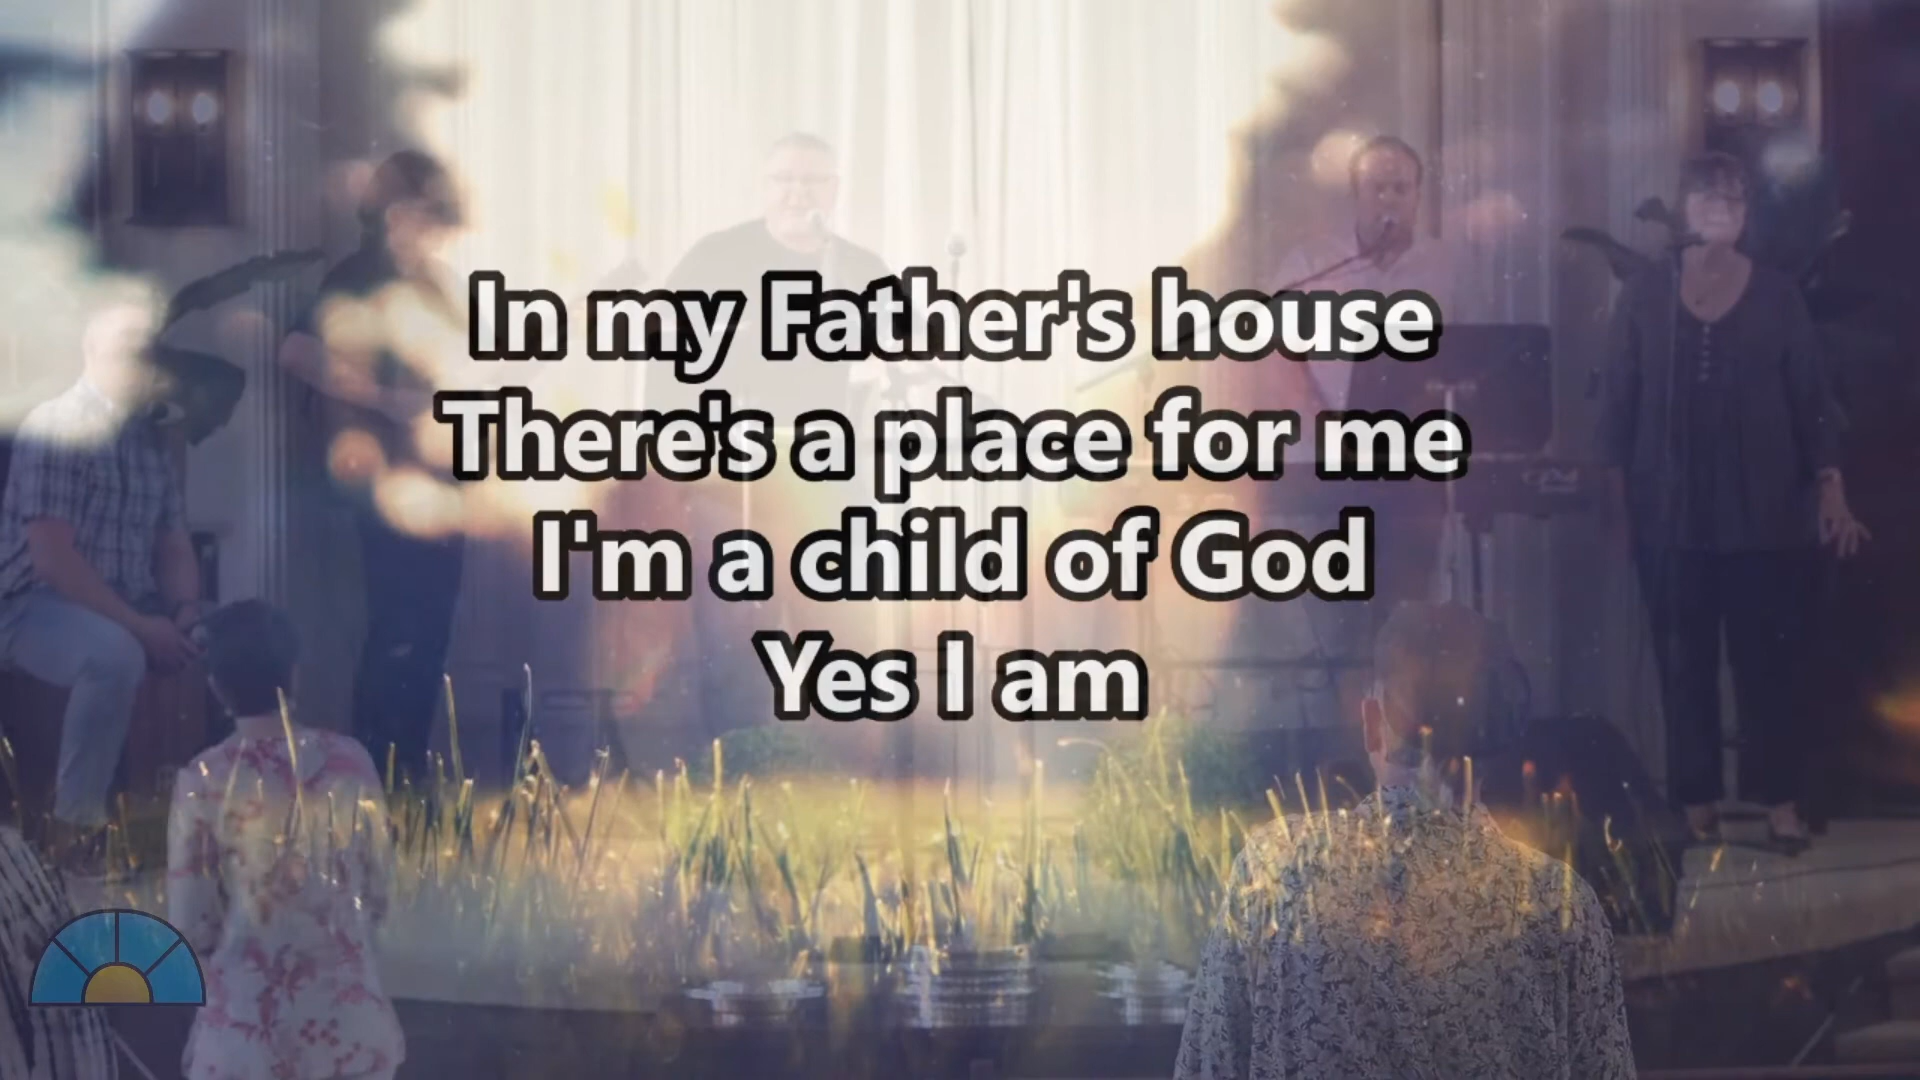 In my Father's house
There's a place for me
I'm a child of God
Yes I am